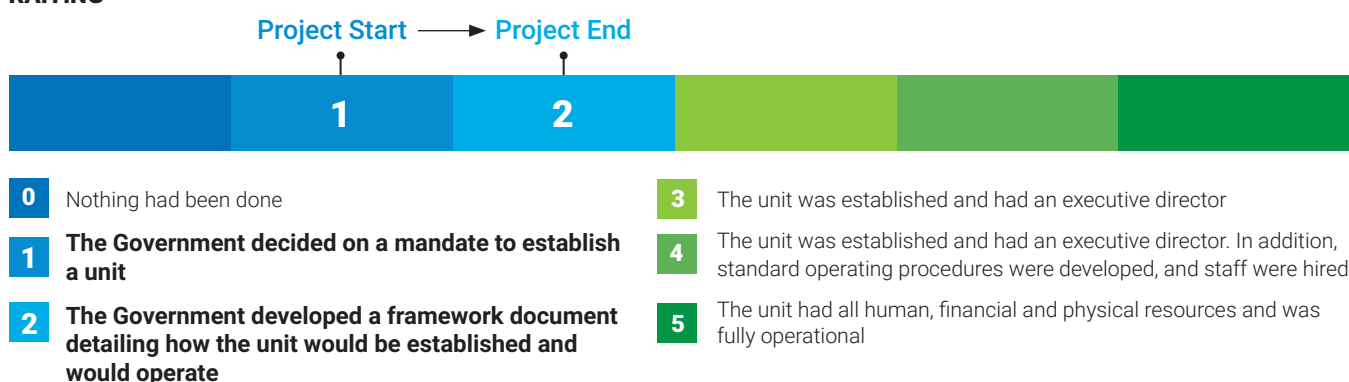 Project Start Project End
1 2
0 Nothing had been done
1 The Government decided on a mandate to establish
a unit
2 The Government developed a framework document
detailing how the unit would be established and
would operate
3 The unit was established and had an executive director
4 The unit was established and had an executive director. In addition,
standard operating procedures were developed, and staff were hired
5 The unit had all human, financial and physical resources and was
fully operational